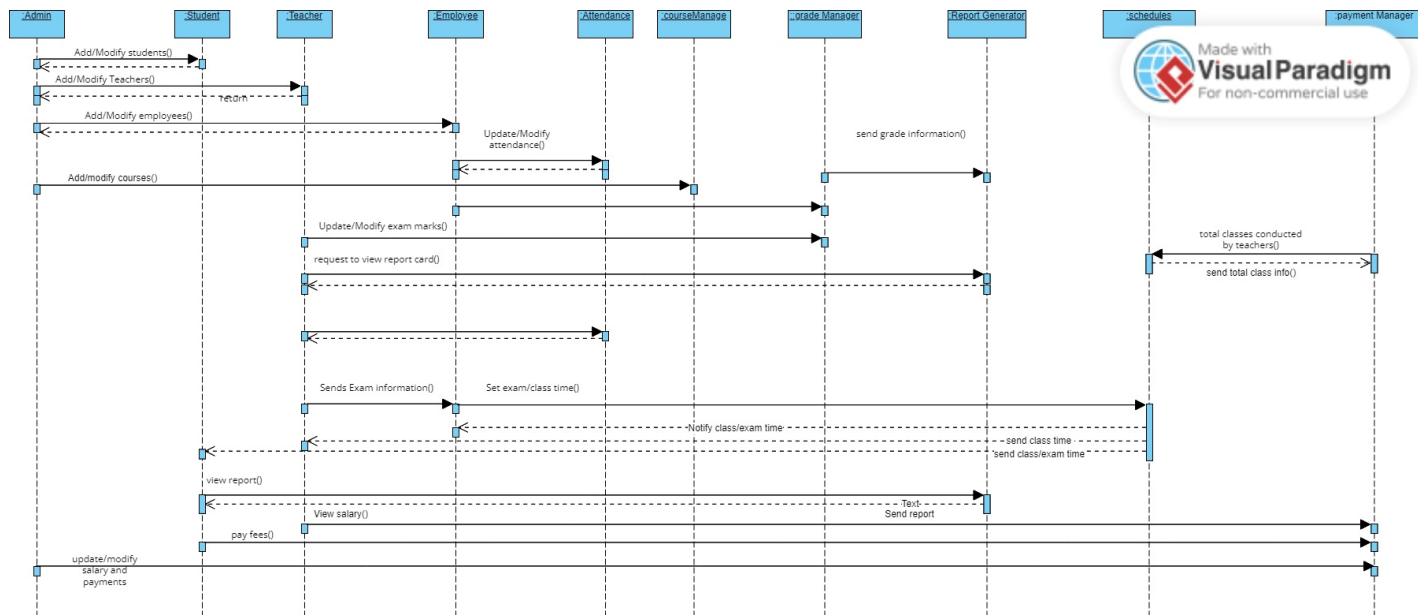 :Admin
:Student
:Teacher
:Employee
:Attendance
:courseManage
:grade Manager
:Report Generator
:schedules
:payment Manager
Made with
Visual Paradigm
For non-commercial use
Add/Modify students()
Add/Modify Teachers()
return
Add/Modify employees()
Update/Modify
attendance()
send grade information()
Add/modify courses()
Update/Modify exam marks()
total classes conducted
by teachers()
request to view report card()
send total class info()
Sends Exam information()
Set exam/class time()
Notify class/exam time
send class time
send class/exam time
view report()
Text
View salary()
Send report
pay fees()
update/modify
salary and
payments